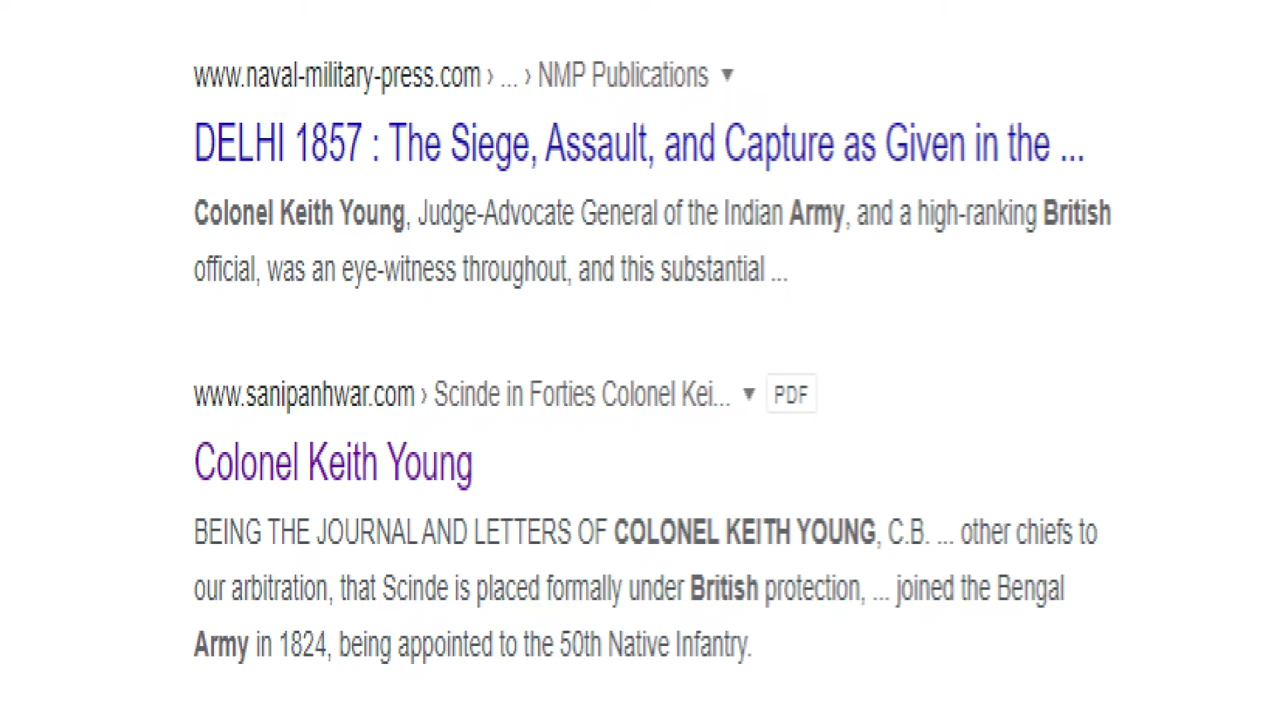 www.naval-military-press.com › ... › NMP Publications ▼
DELHI 1857 : The Siege, Assault, and Capture as Given in the ...
Colonel Keith Young, Judge-Advocate General of the Indian Army, and a high-ranking British
official, was an eye-witness throughout, and this substantial ...
www.sanipanhwar.com › Scinde in Forties Colonel Kei... ▼ PDF
Colonel Keith Young
BEING THE JOURNAL AND LETTERS OF COLONEL KEITH YOUNG, C.B. ... other chiefs to
our arbitration, that Scinde is placed formally under British protection, ... joined the Bengal
Army in 1824, being appointed to the 50th Native Infantry.